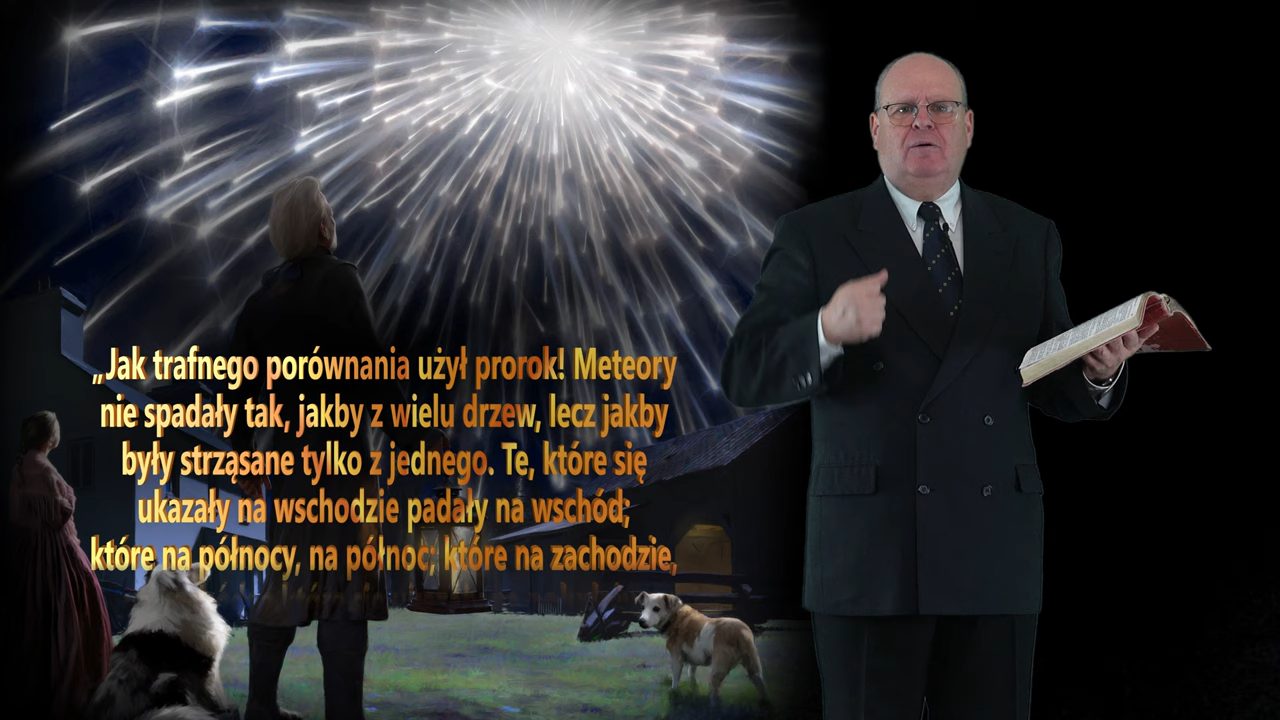 „Jak trafnego porównania użył prorok! Meteory
nie spadały tak, jakby z wielu drzew, lecz jakby
były strząsane tylko z jednego. Te, które się
ukazały na wschodzie padały na wschód;
które na północy, na północ; które na zachodzie,